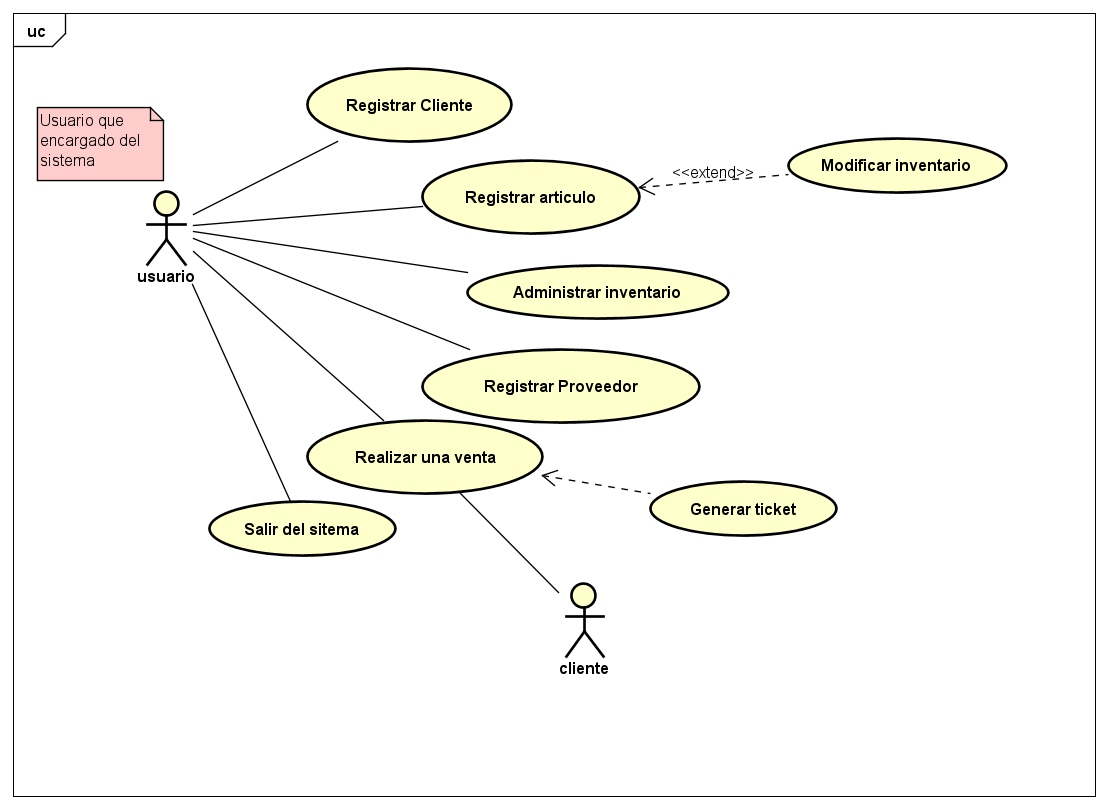 uc
Usuario que
encargado del
sistema
usuario
Registrar Cliente
Registrar articulo
<<extend>>
Modificar inventario
Administrar inventario
Registrar Proveedor
Realizar una venta
Generar ticket
Salir del sitema
cliente